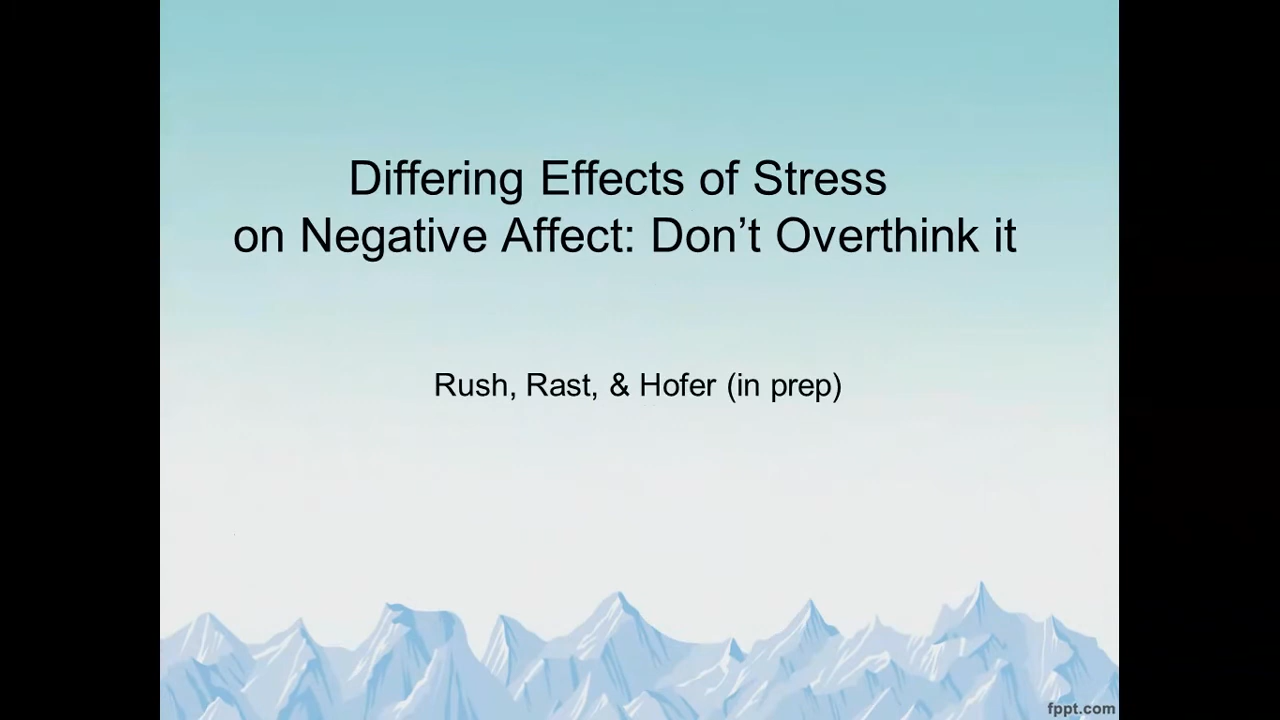 Differing Effects of Stress
on Negative Affect: Don’t Overthink it
Rush, Rast, & Hofer (in prep)
fppt.com